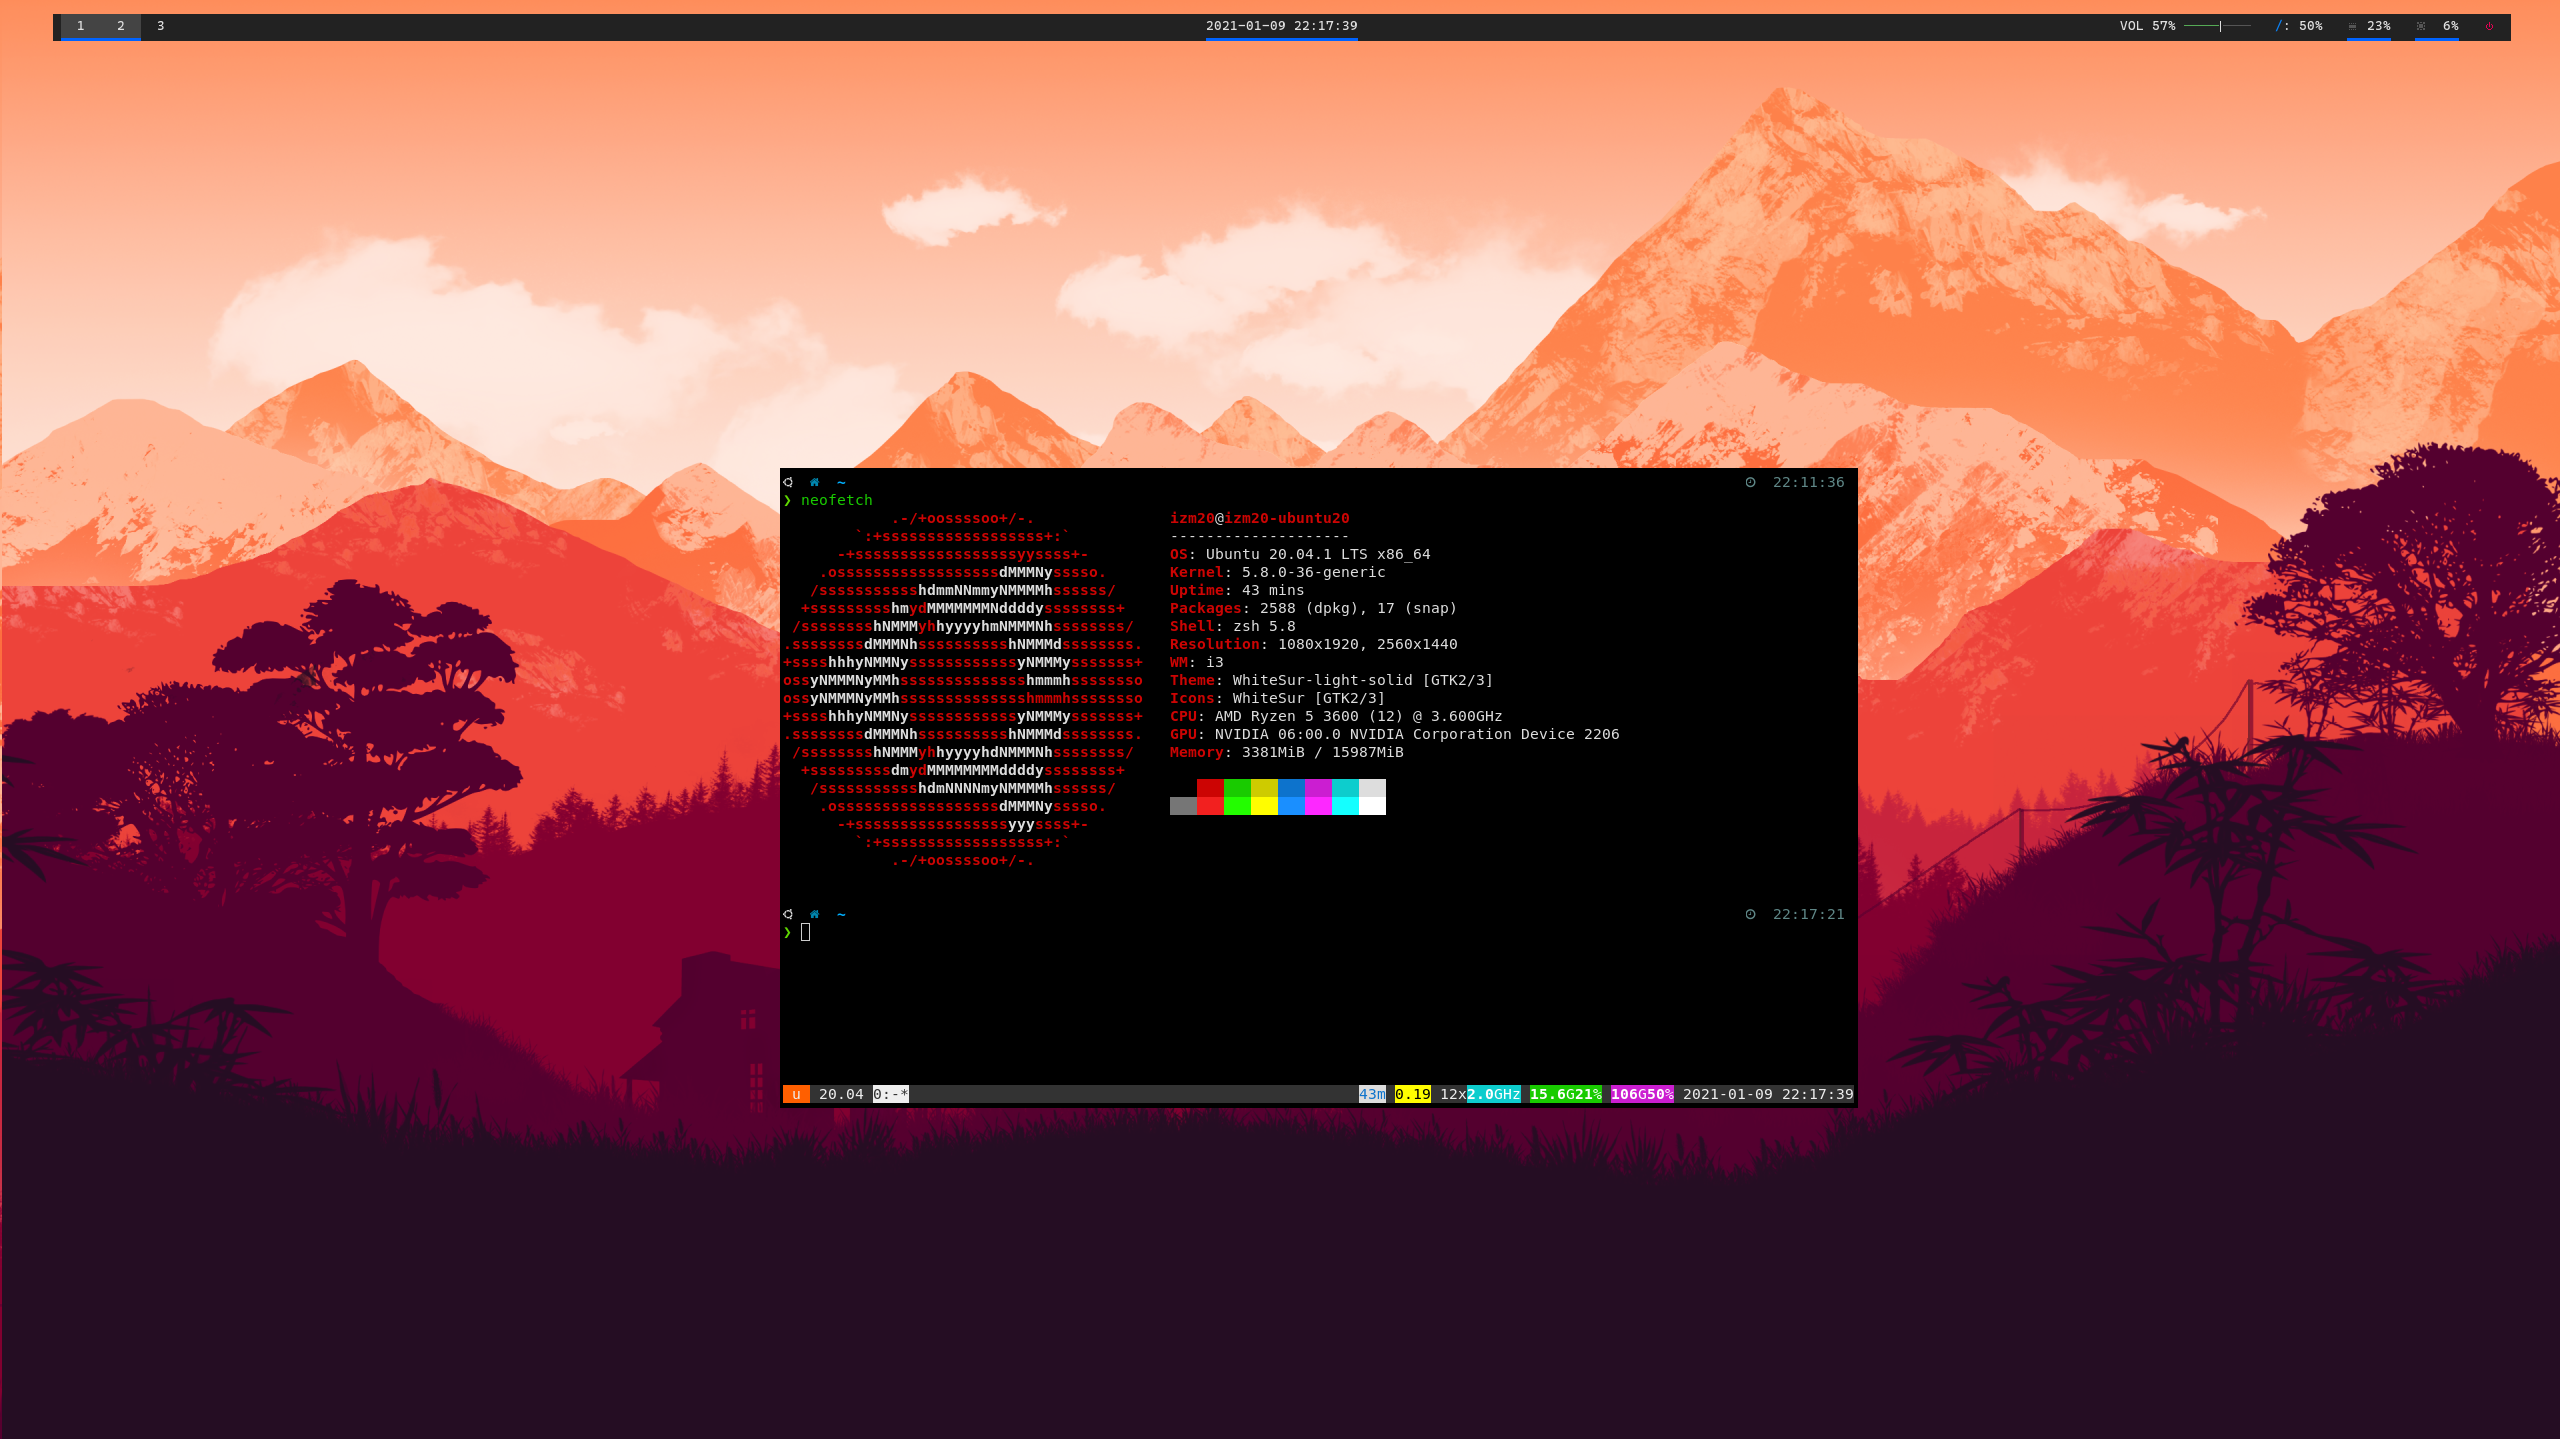 1 2 3 2021-01-09 22:17:39 VOL 57% /: 50% 23% 6%
~ 22:11:36
❯ neofetch
.-/+oossssoo+/-. izm20@izm20-ubuntu20
`:+ssssssssssssssssss+:` --------------------
-+ssssssssssssssssssyyssss+- OS: Ubuntu 20.04.1 LTS x86_64
.ossssssssssssssssssdMMMNysssso. Kernel: 5.8.0-36-generic
/ssssssssssshdmmNNmmyNMMMMhssssss/ Uptime: 43 mins
+ssssssssshmydMMMMMMMNddddyssssssss+ Packages: 2588 (dpkg), 17 (snap)
/sssssssshNMMMyhhyyyyhmNMMMNhssssssss/ Shell: zsh 5.8
.ssssssssdMMMNhsssssssssshNMMMdssssssss. Resolution: 1080x1920, 2560x1440
+sssshhhyNMMNyssssssssssssyNMMMysssssss+ WM: i3
ossyNMMMNyMMhsssssssssssssshmmmhssssssso Theme: WhiteSur-light-solid [GTK2/3]
ossyNMMMNyMMhsssssssssssssshmmmhssssssso Icons: WhiteSur [GTK2/3]
+sssshhhyNMMNyssssssssssssyNMMMysssssss+ CPU: AMD Ryzen 5 3600 (12) @ 3.600GHz
.ssssssssdMMMNhsssssssssshNMMMdssssssss. GPU: NVIDIA 06:00.0 NVIDIA Corporation Device 2206
/sssssssshNMMMyhhyyyyhdNMMMNhssssssss/ Memory: 3381MiB / 15987MiB
+sssssssssdmydMMMMMMMMddddyssssssss+
/ssssssssssshdmNNNNmyNMMMMhssssss/
.ossssssssssssssssssdMMMNysssso.
-+sssssssssssssssssyyyssss+-
`:+ssssssssssssssssss+:`
.-/+oossssoo+/-.
~ 22:17:21
❯
u 20.04 0:-* 43m 0.19 12x2.0GHz 15.6G21% 106G50% 2021-01-09 22:17:39